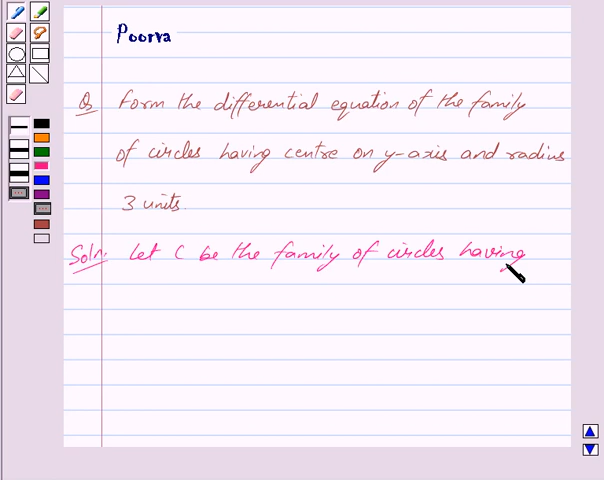 Poorva
Q Form the differential equation of the family
of circles having centre on y-axis and radius
3 units.
Soln: Let C be the family of circles having